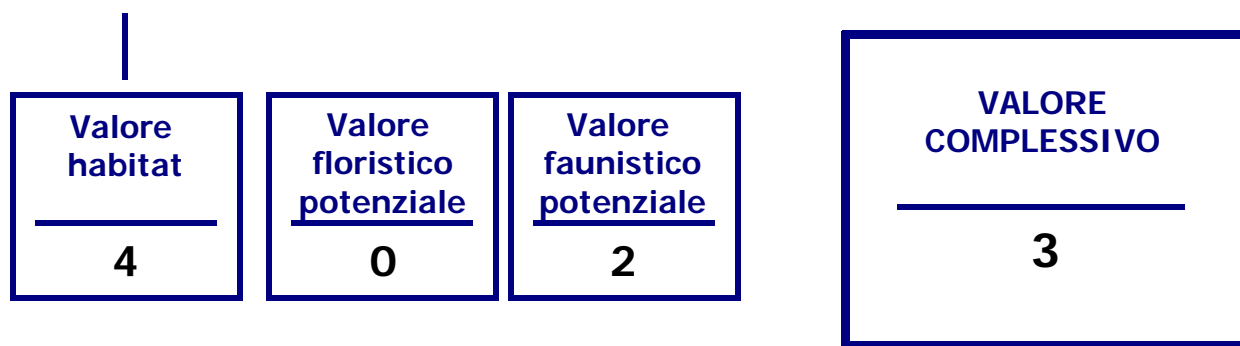 Valore
habitat
4
Valore
floristico
potenziale
0
Valore
faunistico
potenziale
2
VALORE
COMPLESSIVO
3